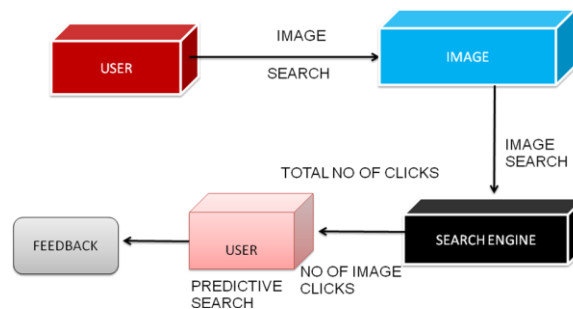 IMAGE
USER
SEARCH
IMAGE
IMAGE
SEARCH
TOTAL NO OF CLICKS
SEARCH ENGINE
USER
FEEDBACK
NO OF IMAGE
CLICKS
PREDICTIVE
SEARCH